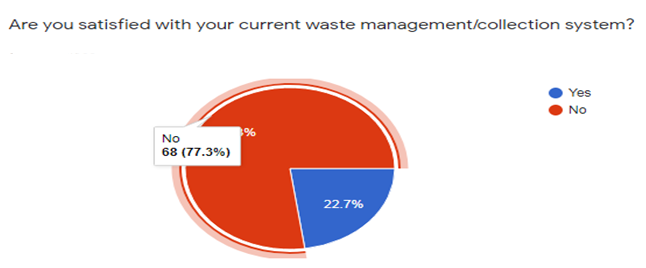 Are you satisfied with your current waste management/collection system?
Yes
No
No
68 (77.3%)
22.7%